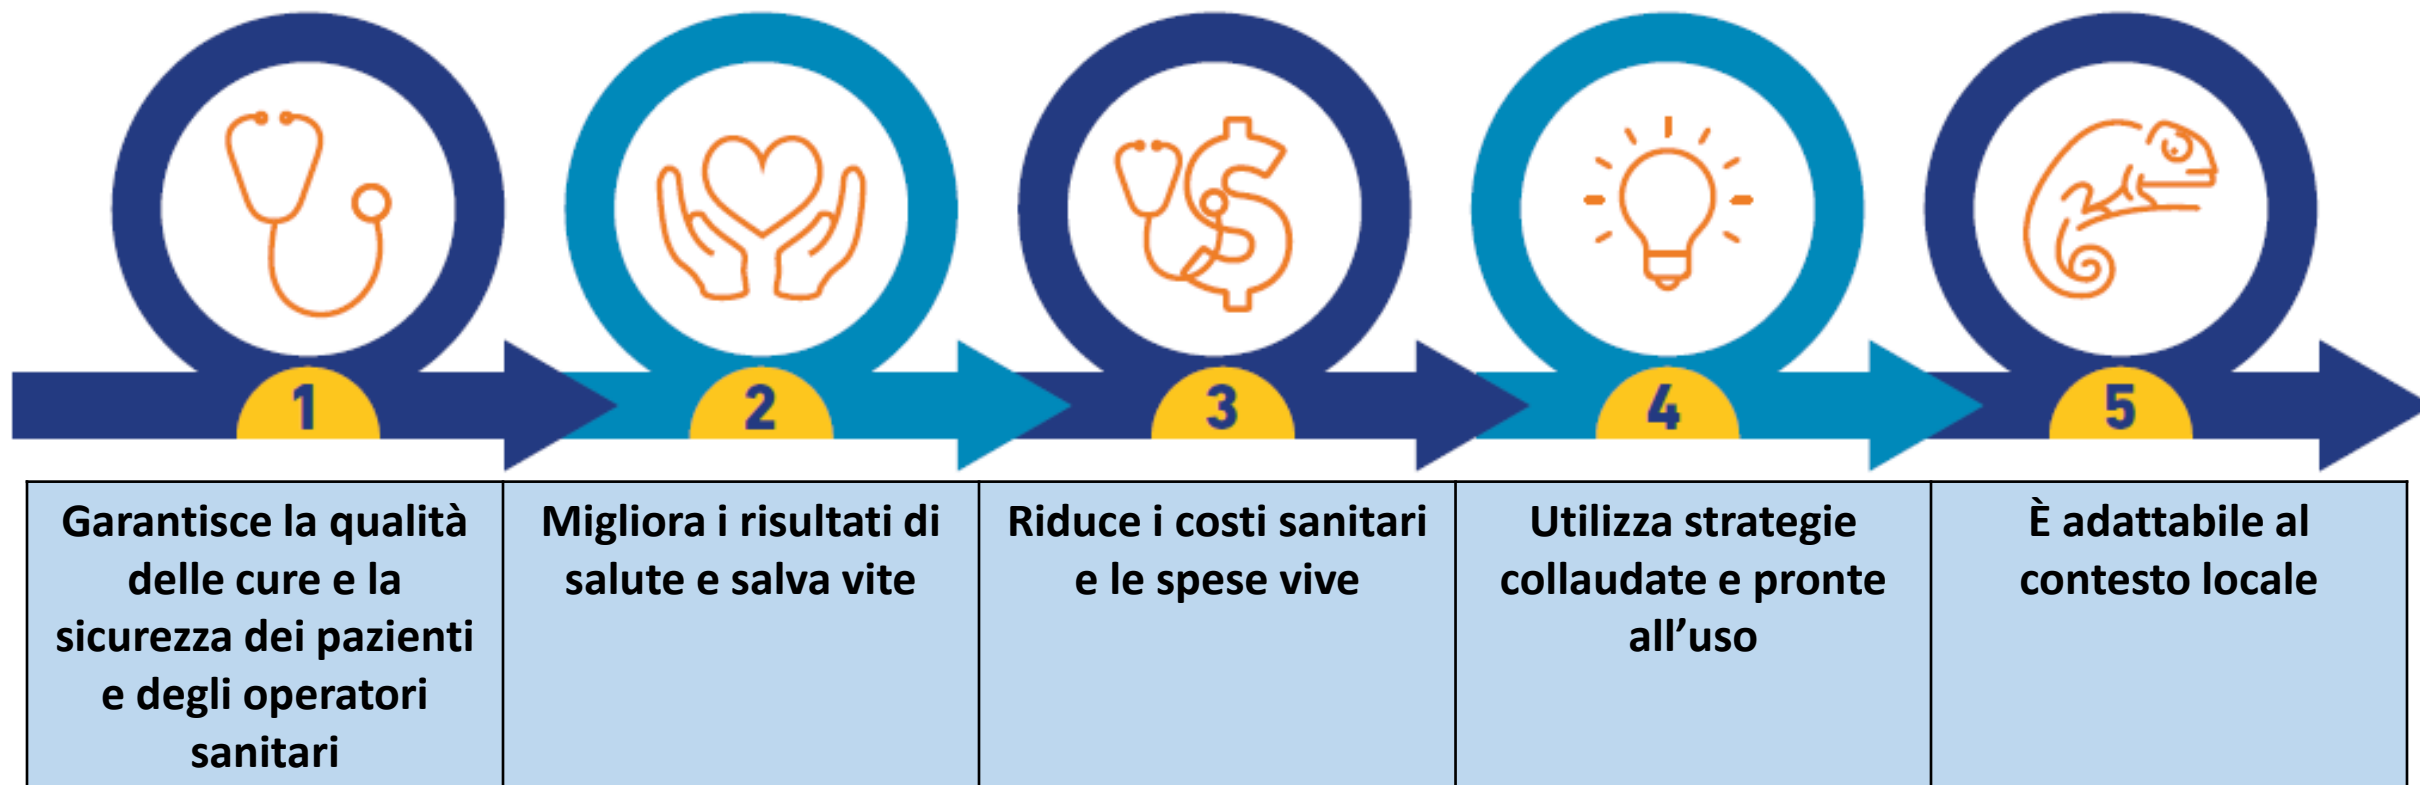 1
2
3
4
5
Garantisce la qualità
delle cure e la
sicurezza dei pazienti
e degli operatori
sanitari
Migliora i risultati di
salute e salva vite
Riduce i costi sanitari
e le spese vive
Utilizza strategie
collaudate e pronte
all’uso
È adattabile al
contesto locale